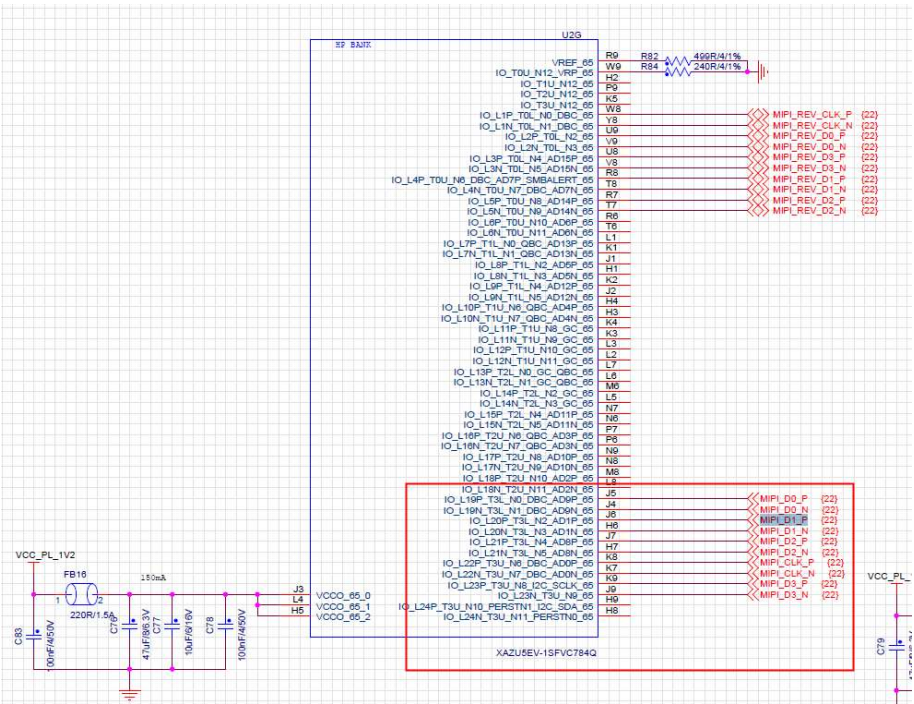 U2G
HP BANK
VREF_65 R9 R82 499R/4/1%
IO_T0U_N12_VRP_65 W9 R84 240R/4/1%
IO_T1U_N12_65 H2
IO_T2U_N12_65 P9
IO_T3U_N12_65 K5
IO_L1P_T0L_N0_DBC_65 W8 MIPI_REV_CLK_P {22}
IO_L1N_T0L_N1_DBC_65 Y8 MIPI_REV_CLK_N {22}
IO_L2P_T0L_N2_65 U9 MIPI_REV_D0_P {22}
IO_L2N_T0L_N3_65 V9 MIPI_REV_D0_N {22}
IO_L3P_T0L_N4_AD15P_65 U8 MIPI_REV_D3_P {22}
IO_L3N_T0L_N5_AD15N_65 V8 MIPI_REV_D3_N {22}
IO_L4P_T0U_N6_DBC_AD7P_SMBALERT_65 R8 MIPI_REV_D1_P {22}
IO_L4N_T0U_N7_DBC_AD7N_65 T8 MIPI_REV_D1_N {22}
IO_L5P_T0U_N8_AD14P_65 R7 MIPI_REV_D2_P {22}
IO_L5N_T0U_N9_AD14N_65 T7 MIPI_REV_D2_N {22}
IO_L6P_T0U_N10_AD6P_65 R6
IO_L6N_T0U_N11_AD6N_65 T6
IO_L7P_T1L_N0_QBC_AD13P_65 L1
IO_L7N_T1L_N1_QBC_AD13N_65 K1
IO_L8P_T1L_N2_AD5P_65 J1
IO_L8N_T1L_N3_AD5N_65 H1
IO_L9P_T1L_N4_AD12P_65 K2
IO_L9N_T1L_N5_AD12N_65 J2
IO_L10P_T1U_N6_QBC_AD4P_65 H4
IO_L10N_T1U_N7_QBC_AD4N_65 H3
IO_L11P_T1U_N8_GC_65 K4
IO_L11N_T1U_N9_GC_65 K3
IO_L12P_T1U_N10_GC_65 L3
IO_L12N_T1U_N11_GC_65 L2
IO_L13P_T2L_N0_GC_QBC_65 L7
IO_L13N_T2L_N1_GC_QBC_65 L6
IO_L14P_T2L_N2_GC_65 M6
IO_L14N_T2L_N3_GC_65 L5
IO_L15P_T2L_N4_AD11P_65 N7
IO_L15N_T2L_N5_AD11N_65 N6
IO_L16P_T2U_N6_QBC_AD3P_65 P7
IO_L16N_T2U_N7_QBC_AD3N_65 P6
IO_L17P_T2U_N8_AD10P_65 N9
IO_L17N_T2U_N9_AD10N_65 N8
IO_L18P_T2U_N10_AD2P_65 M8
IO_L18N_T2U_N11_AD2N_65 L8
IO_L19P_T3L_N0_DBC_AD9P_65 J5 MIPI_D0_P {22}
IO_L19N_T3L_N1_DBC_AD9N_65 J4 MIPI_D0_N {22}
IO_L20P_T3L_N2_AD1P_65 J6 MIPI_D1_P {22}
IO_L20N_T3L_N3_AD1N_65 H6 MIPI_D1_N {22}
IO_L21P_T3L_N4_AD8P_65 J7 MIPI_D2_P {22}
IO_L21N_T3L_N5_AD8N_65 H7 MIPI_D2_N {22}
IO_L22P_T3U_N6_DBC_AD0P_65 K8 MIPI_CLK_P {22}
IO_L22N_T3U_N7_DBC_AD0N_65 K7 MIPI_CLK_N {22}
IO_L23P_T3U_N8_I2C_SCLK_65 K9 MIPI_D3_P {22}
IO_L23N_T3U_N9_65 J9 MIPI_D3_N {22}
IO_L24P_T3U_N10_PERSTN1_I2C_SDA_65 H9
IO_L24N_T3U_N11_PERSTN0_65 H8
J3 VCCO_65_0
L4 VCCO_65_1
H5 VCCO_65_2
XAZU5EV-1SFVC784Q
VCC_PL_1V2
FB16
150mA
1 2
220R/1.5A
C83
100nF/4/50V
C76
47uF/8/6.3V
C77
10uF/6/16V
C78
100nF/4/50V
C79